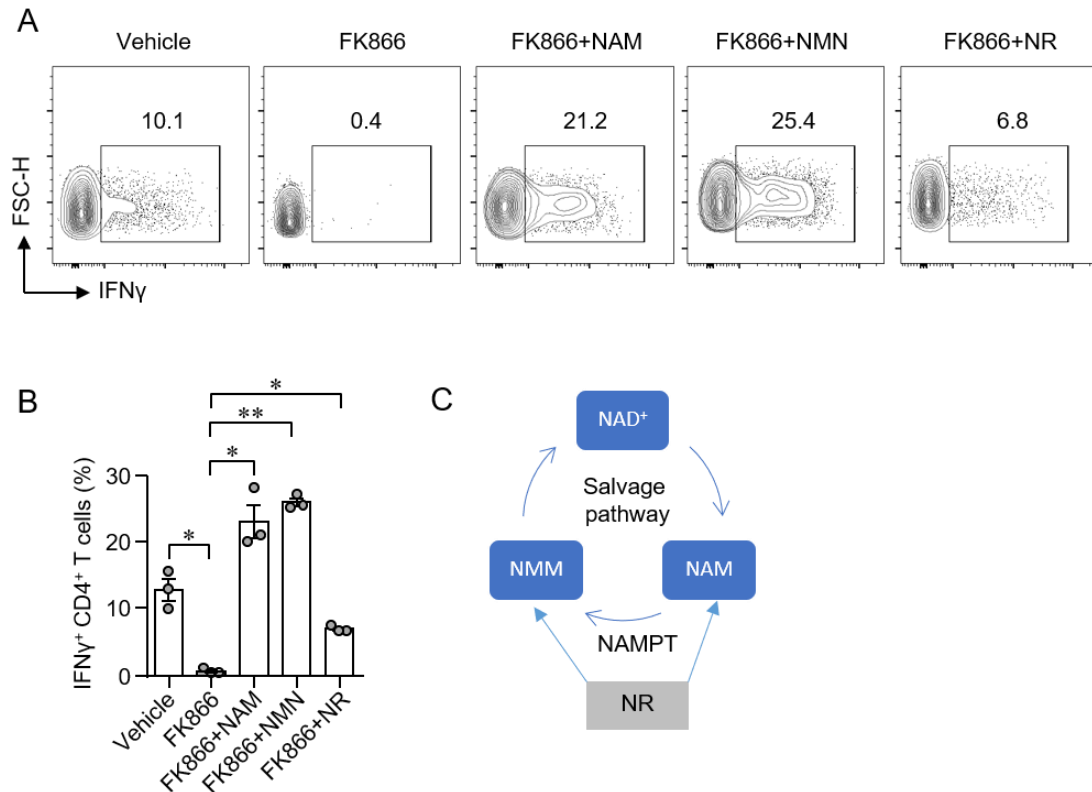 A
Vehicle
FK866
FK866+NAM
FK866+NMN
FK866+NR
10.1
0.4
21.2
25.4
6.8
FSC-H
IFNγ
B
*
**
*
*
IFNγ⁺ CD4⁺ T cells (%)
30
20
10
0
Vehicle
FK866
FK866+NAM
FK866+NMN
FK866+NR
C
NAD⁺
Salvage
pathway
NMM
NAM
NAMPT
NR